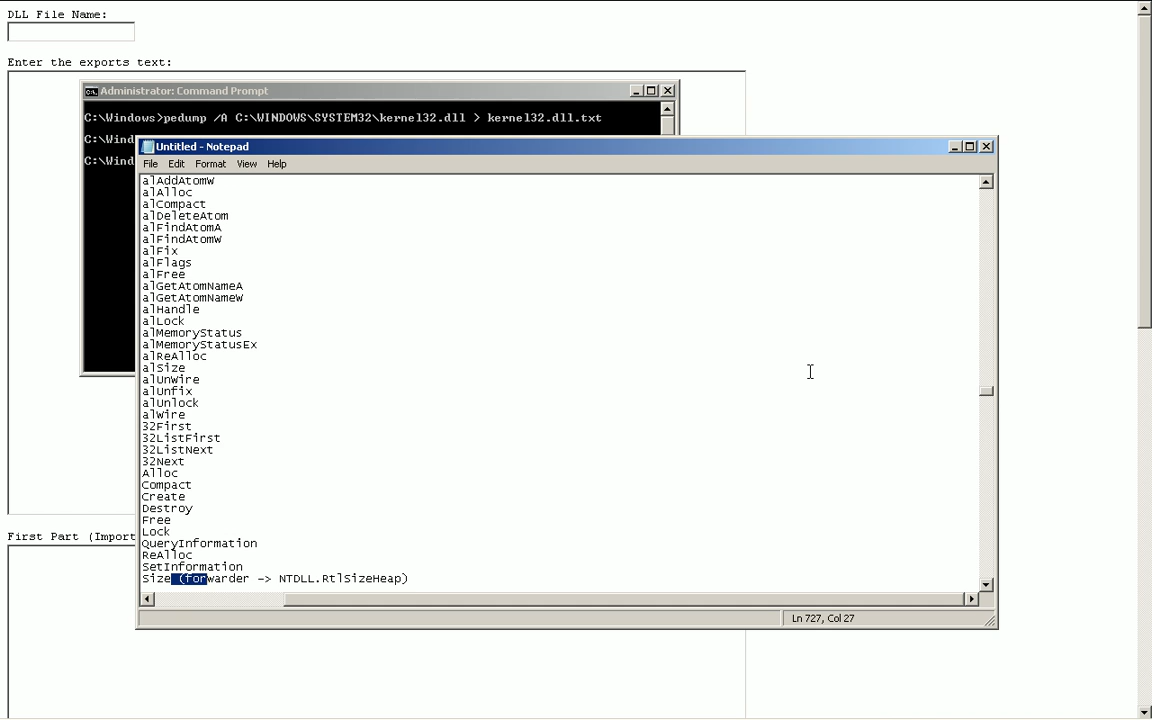 DLL File Name:
Enter the exports text:
Administrator: Command Prompt
C:\Windows>pedump /A C:\WINDOWS\SYSTEM32\kernel32.dll > kernel32.dll.txt
C:\Wind
C:\Wind
Untitled - Notepad
File Edit Format View Help
alAddAtomW
alAlloc
alCompact
alDeleteAtom
alFindAtomA
alFindAtomW
alFix
alFlags
alFree
alGetAtomNameA
alGetAtomNameW
alHandle
alLock
alMemoryStatus
alMemoryStatusEx
alReAlloc
alSize
alUnWire
alUnfix
alUnlock
alWire
32First
32ListFirst
32ListNext
32Next
Alloc
Compact
Create
Destroy
Free
Lock
QueryInformation
ReAlloc
SetInformation
Size (forwarder -> NTDLL.RtlSizeHeap)
Ln 727, Col 27
First Part (Import